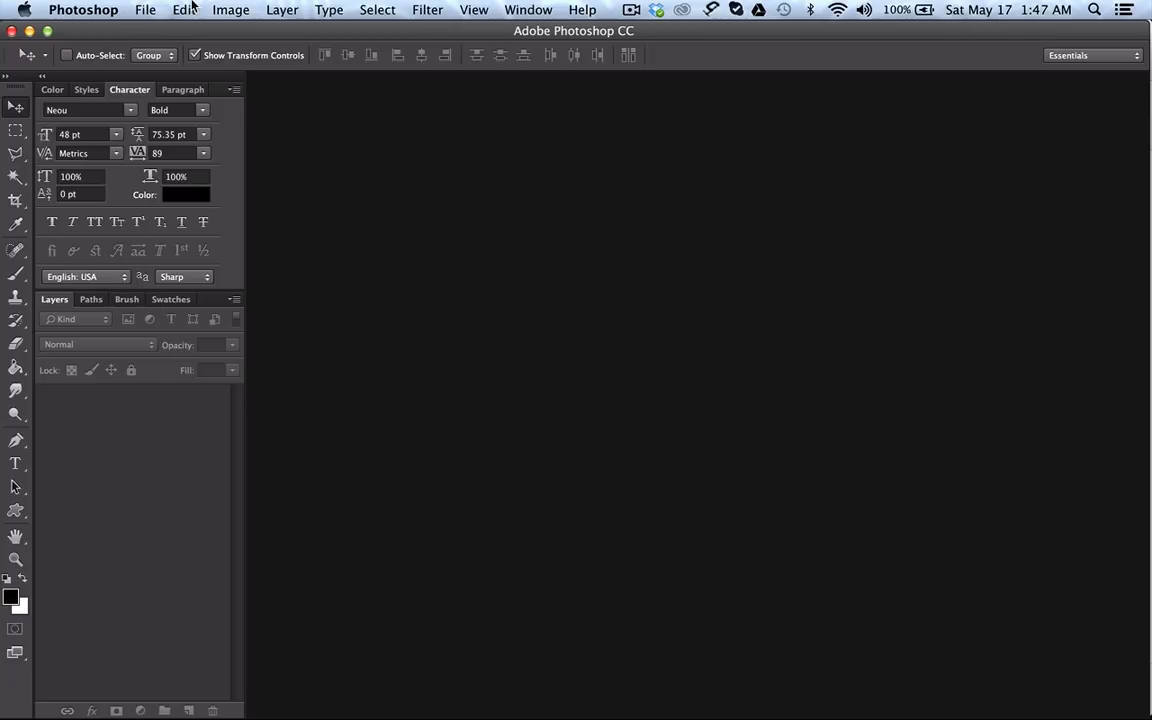 Photoshop File Edit Image Layer Type Select Filter View Window Help 100% Sat May 17 1:47 AM
Adobe Photoshop CC
Auto-Select: Group Show Transform Controls Essentials
Color Styles Character Paragraph
Neou Bold
48 pt 75.35 pt
Metrics 89
100% 100%
0 pt Color:
English: USA Sharp
Layers Paths Brush Swatches
Kind
Normal Opacity:
Lock: Fill: